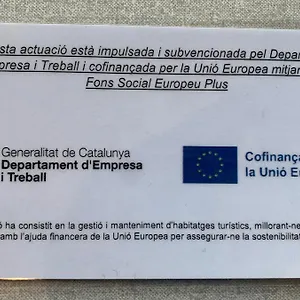 sta actuació està impulsada i subvencionada pel Depar
presa i Treball i cofinançada per la Unió Europea mitjan
Fons Social Europeu Plus
Generalitat de Catalunya
Departament d'Empresa
i Treball
Cofinança
la Unió E
ó ha consistit en la gestió i manteniment d'habitatges turístics, millorant-ne
amb l'ajuda financera de la Unió Europea per assegurar-ne la sostenibilitat